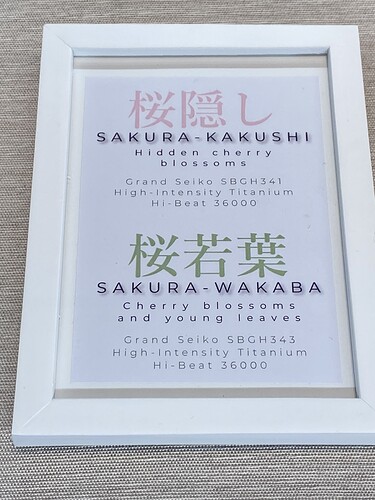 桜隠し
SAKURA-KAKUSHI
Hidden cherry
blossoms
Grand Seiko SBGH341
High-Intensity Titanium
Hi-Beat 36000
桜若葉
SAKURA-WAKABA
Cherry blossoms
and young leaves
Grand Seiko SBGH343
High-Intensity Titanium
Hi-Beat 36000